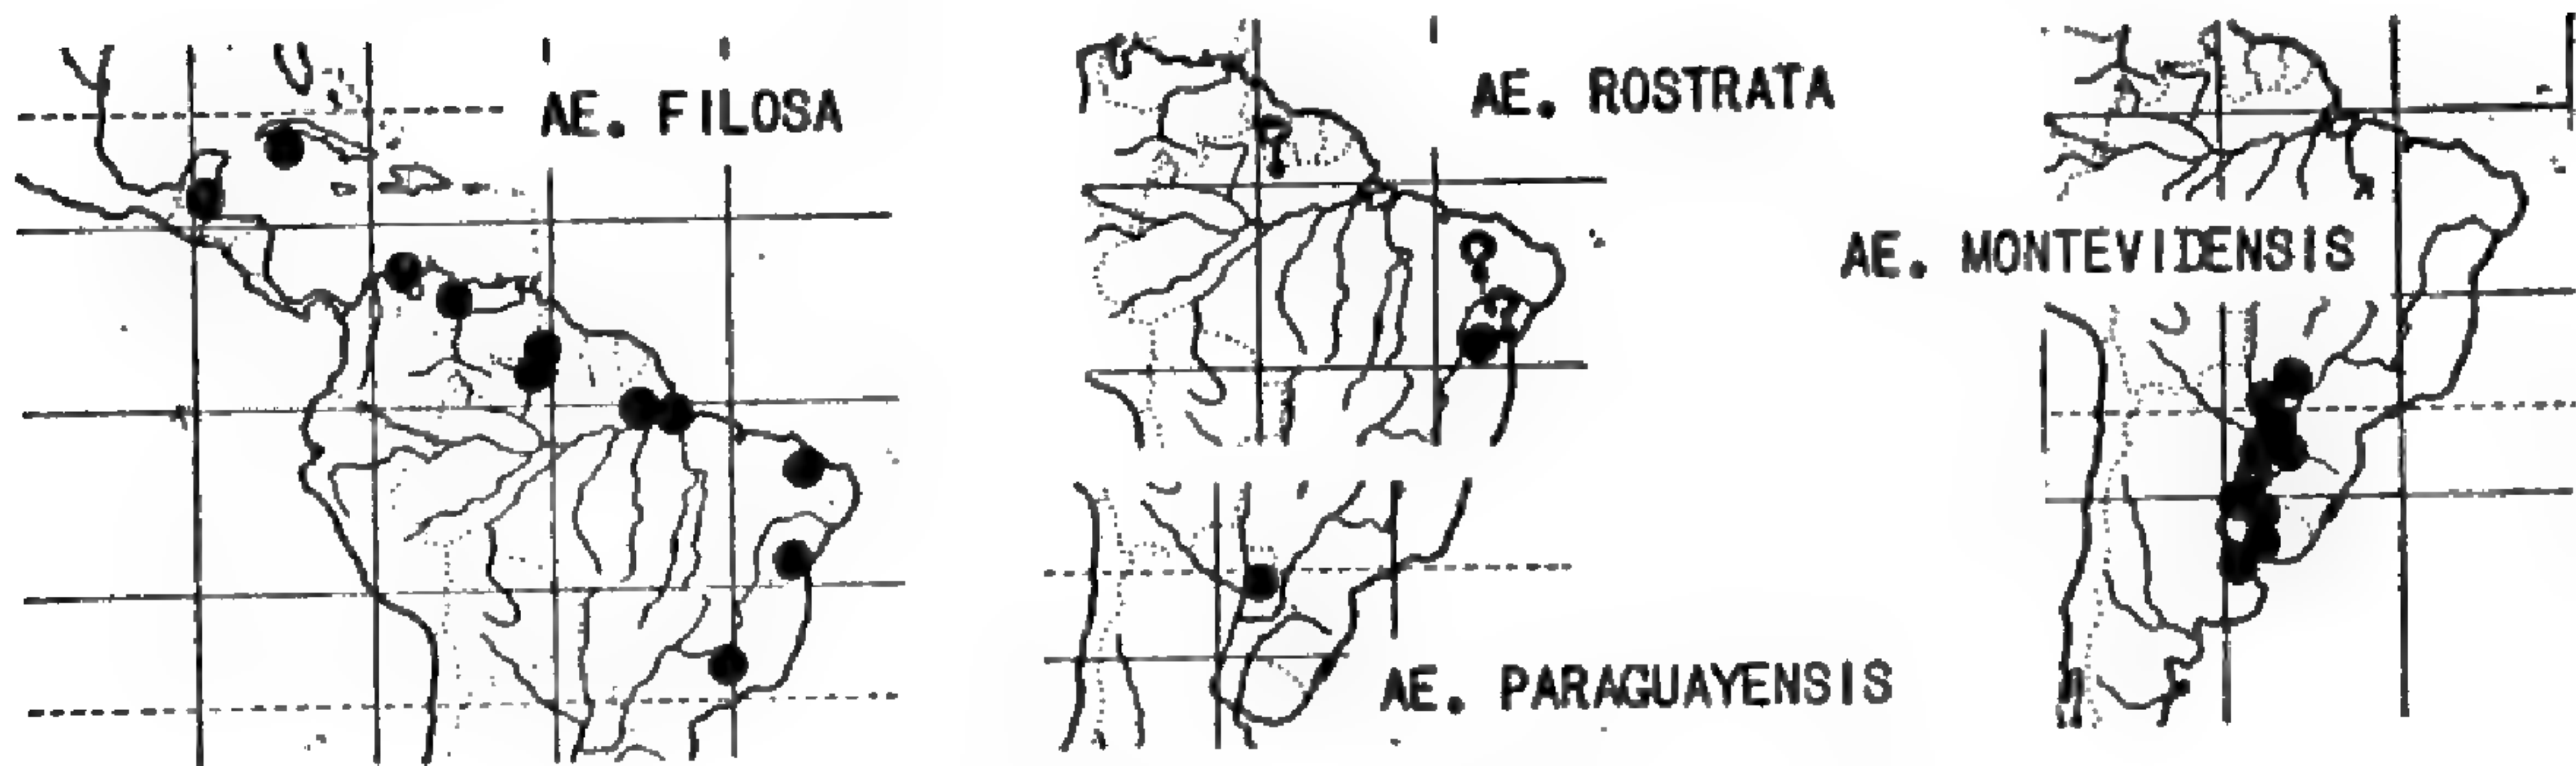 AE. FILOSA
AE. ROSTRATA
?
?
?
AE. MONTEVIDENSIS
AE. PARAGUAYENSIS